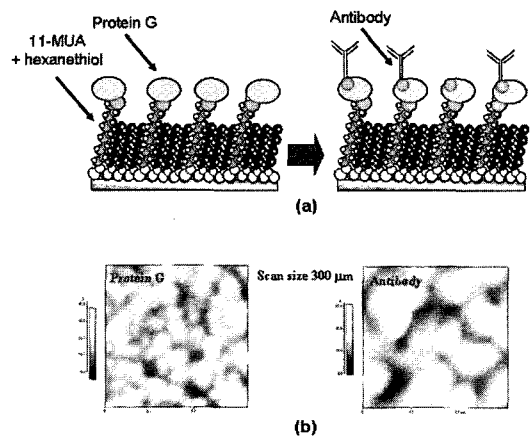 Protein G
Antibody
11-MUA
+ hexanethiol
(a)
Protein G
Scan size 300 μm
Antibody
(b)